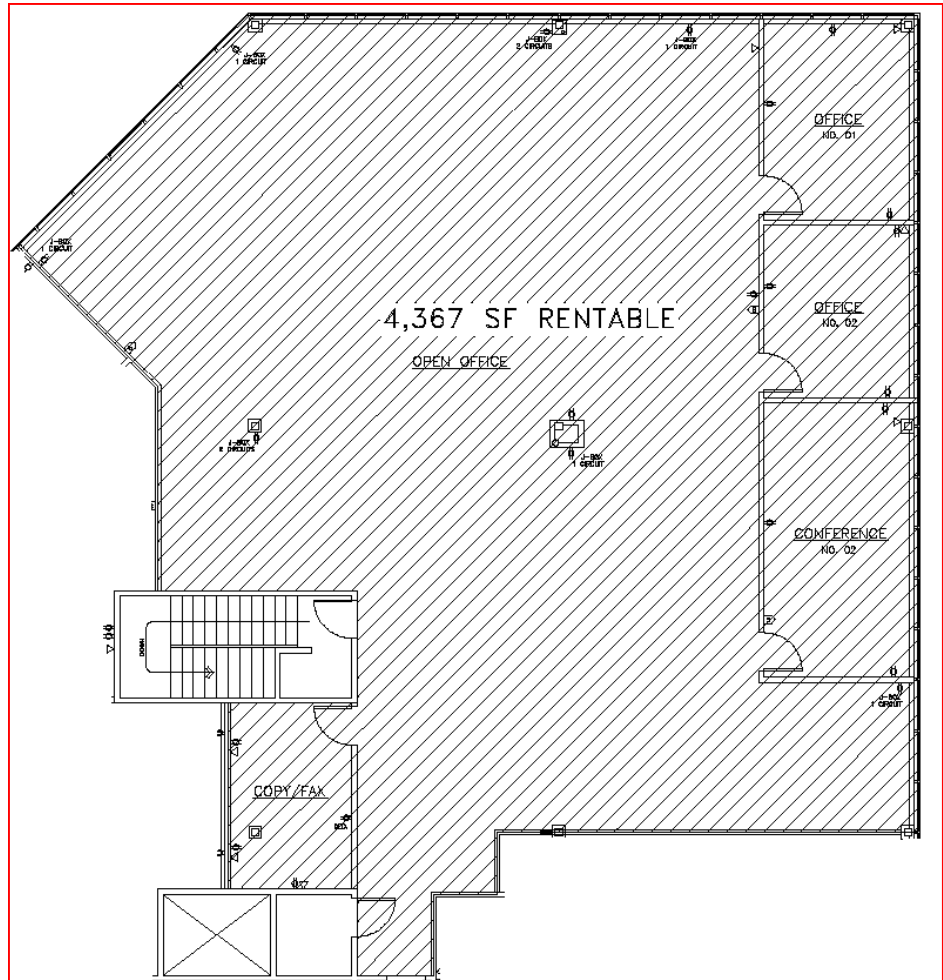 J-BOX
1 CIRCUIT
J-BOX
2 CIRCUITS
J-BOX
1 CIRCUIT
OFFICE
NO. 01
J-BOX
1 CIRCUIT
4,367 SF RENTABLE
OFFICE
NO. 02
OPEN OFFICE
J-BOX
2 CIRCUITS
J-BOX
1 CIRCUIT
CONFERENCE
NO. 02
DOWN
J-BOX
1 CIRCUIT
COPY/FAX